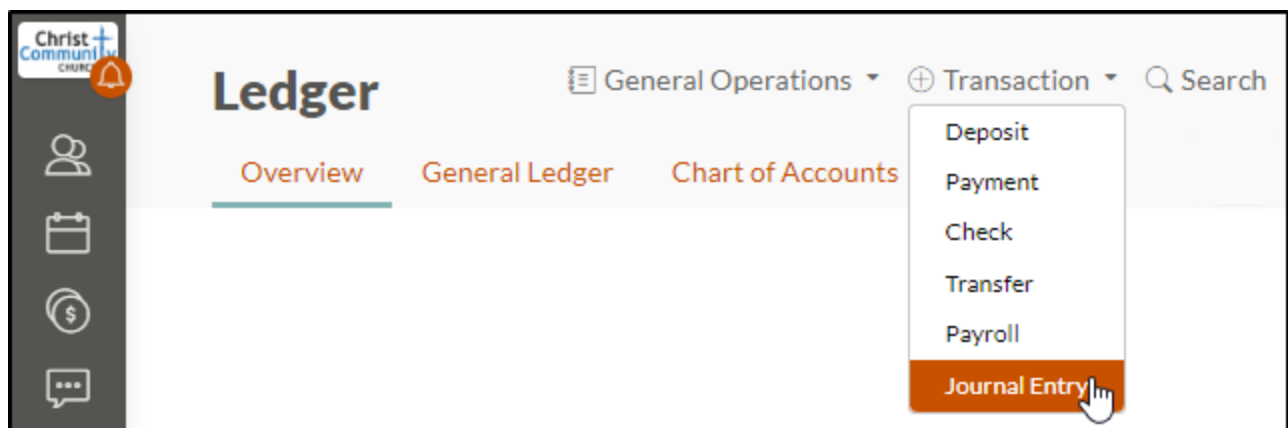 Christ
Community
CHURCH
Ledger
General Operations
Transaction
Search
Overview
General Ledger
Chart of Accounts
Deposit
Payment
Check
Transfer
Payroll
Journal Entry
$